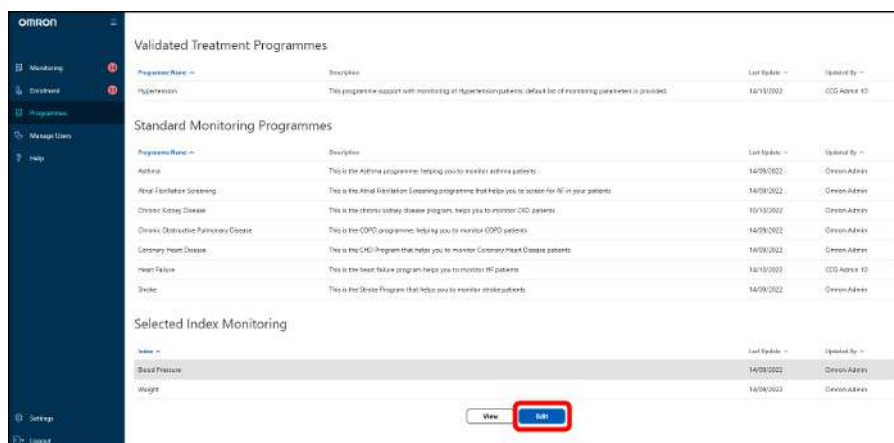 OMRON
Monitoring
Enrolment
Programmes
Manage Users
Help
Settings
Logout
Validated Treatment Programmes
Programme Name Description Last Update Updated By
Hypertension This programme support with monitoring of Hypertension patients. default list of monitoring parameters is provided. 14/10/2022 CCG Admin 10
Standard Monitoring Programmes
Programme Name Description Last Update Updated By
Asthma This is the Asthma programme, helping you to monitor asthma patients 14/09/2022 Omron Admin
Atrial Fibrillation Screening This is the Atrial Fibrillation Screening programme that helps you to screen for AF in your patients 14/09/2022 Omron Admin
Chronic Kidney Disease This is the chronic kidney disease program, helps you to monitor CKD patients 10/10/2022 Omron Admin
Chronic Obstructive Pulmonary Disease This is the COPD programme, helping you to monitor COPD patients 14/09/2022 Omron Admin
Coronary Heart Disease This is the CHD Program that helps you to monitor Coronary Heart Disease patients 14/09/2022 Omron Admin
Heart Failure This is the heart failure program helps you to monitor HF patients 14/10/2022 CCG Admin 10
Stroke This is the Stroke Program that helps you to monitor stroke patients 14/09/2022 Omron Admin
Selected Index Monitoring
Index Last Update Updated By
Blood Pressure 14/09/2022 Omron Admin
Weight 14/09/2022 Omron Admin
View Edit